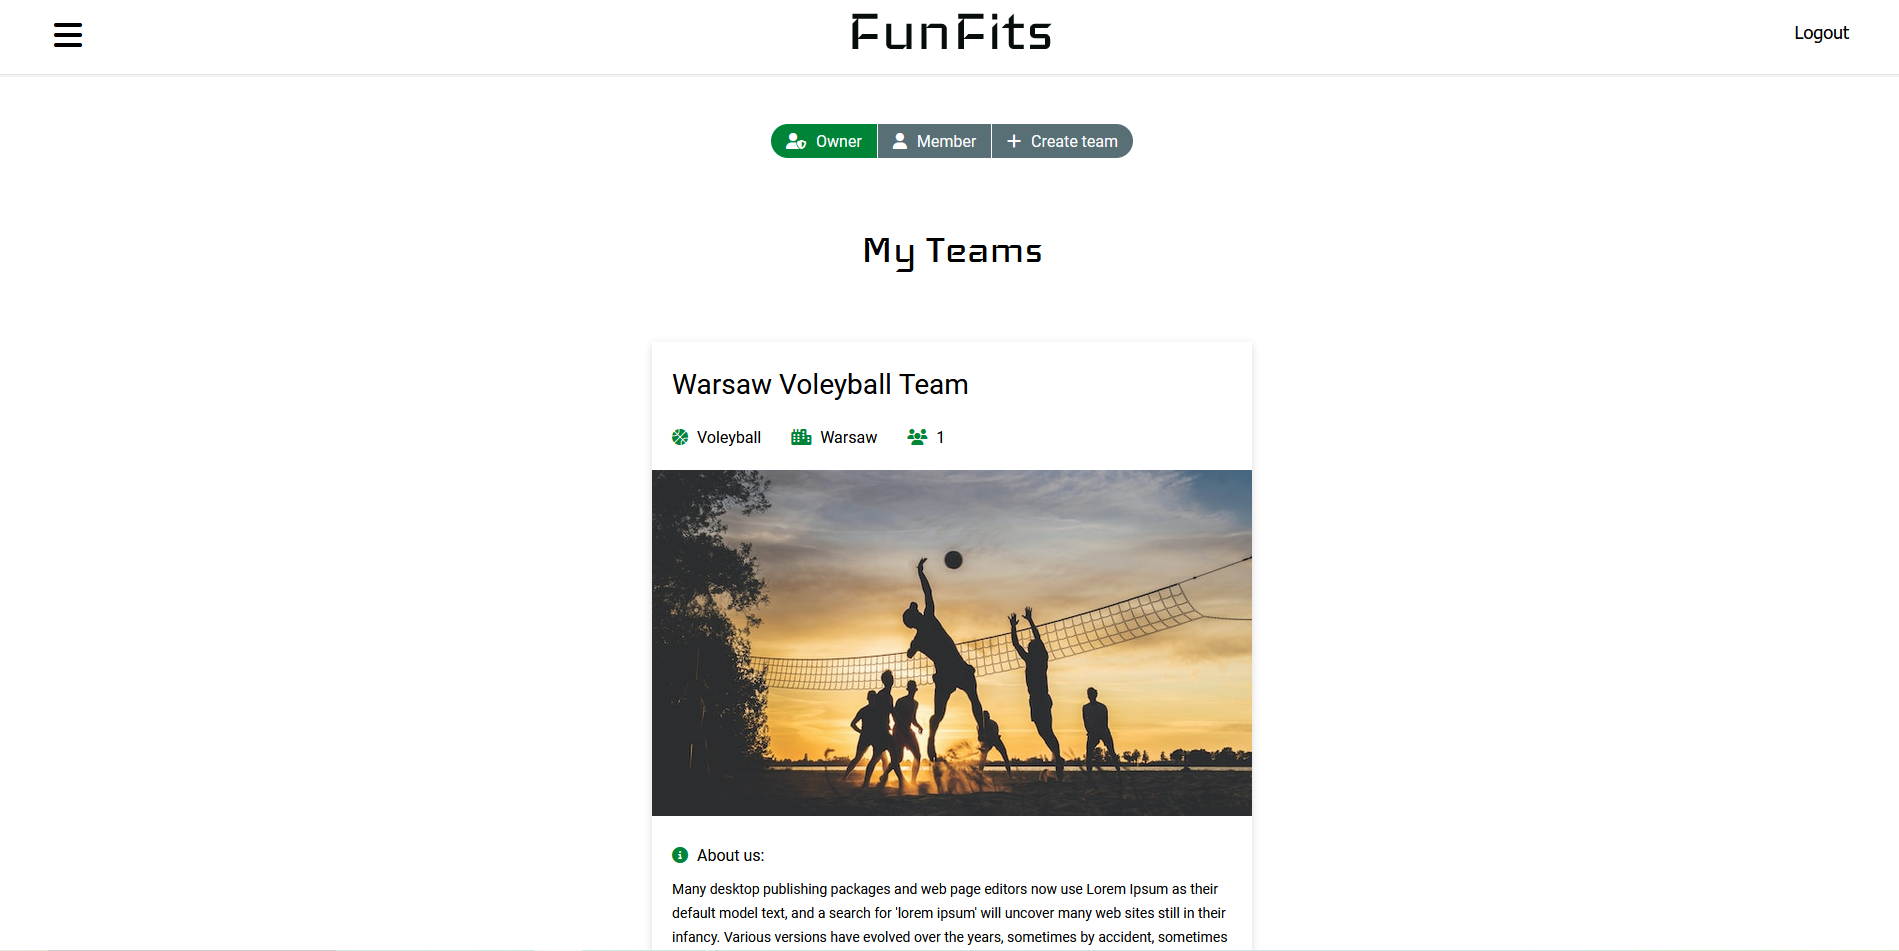 FunFits
Logout
Owner
Member
Create team
My Teams
Warsaw Voleyball Team
Voleyball
Warsaw
1
About us:
Many desktop publishing packages and web page editors now use Lorem Ipsum as their
default model text, and a search for 'lorem ipsum' will uncover many web sites still in their
infancy. Various versions have evolved over the years, sometimes by accident, sometimes